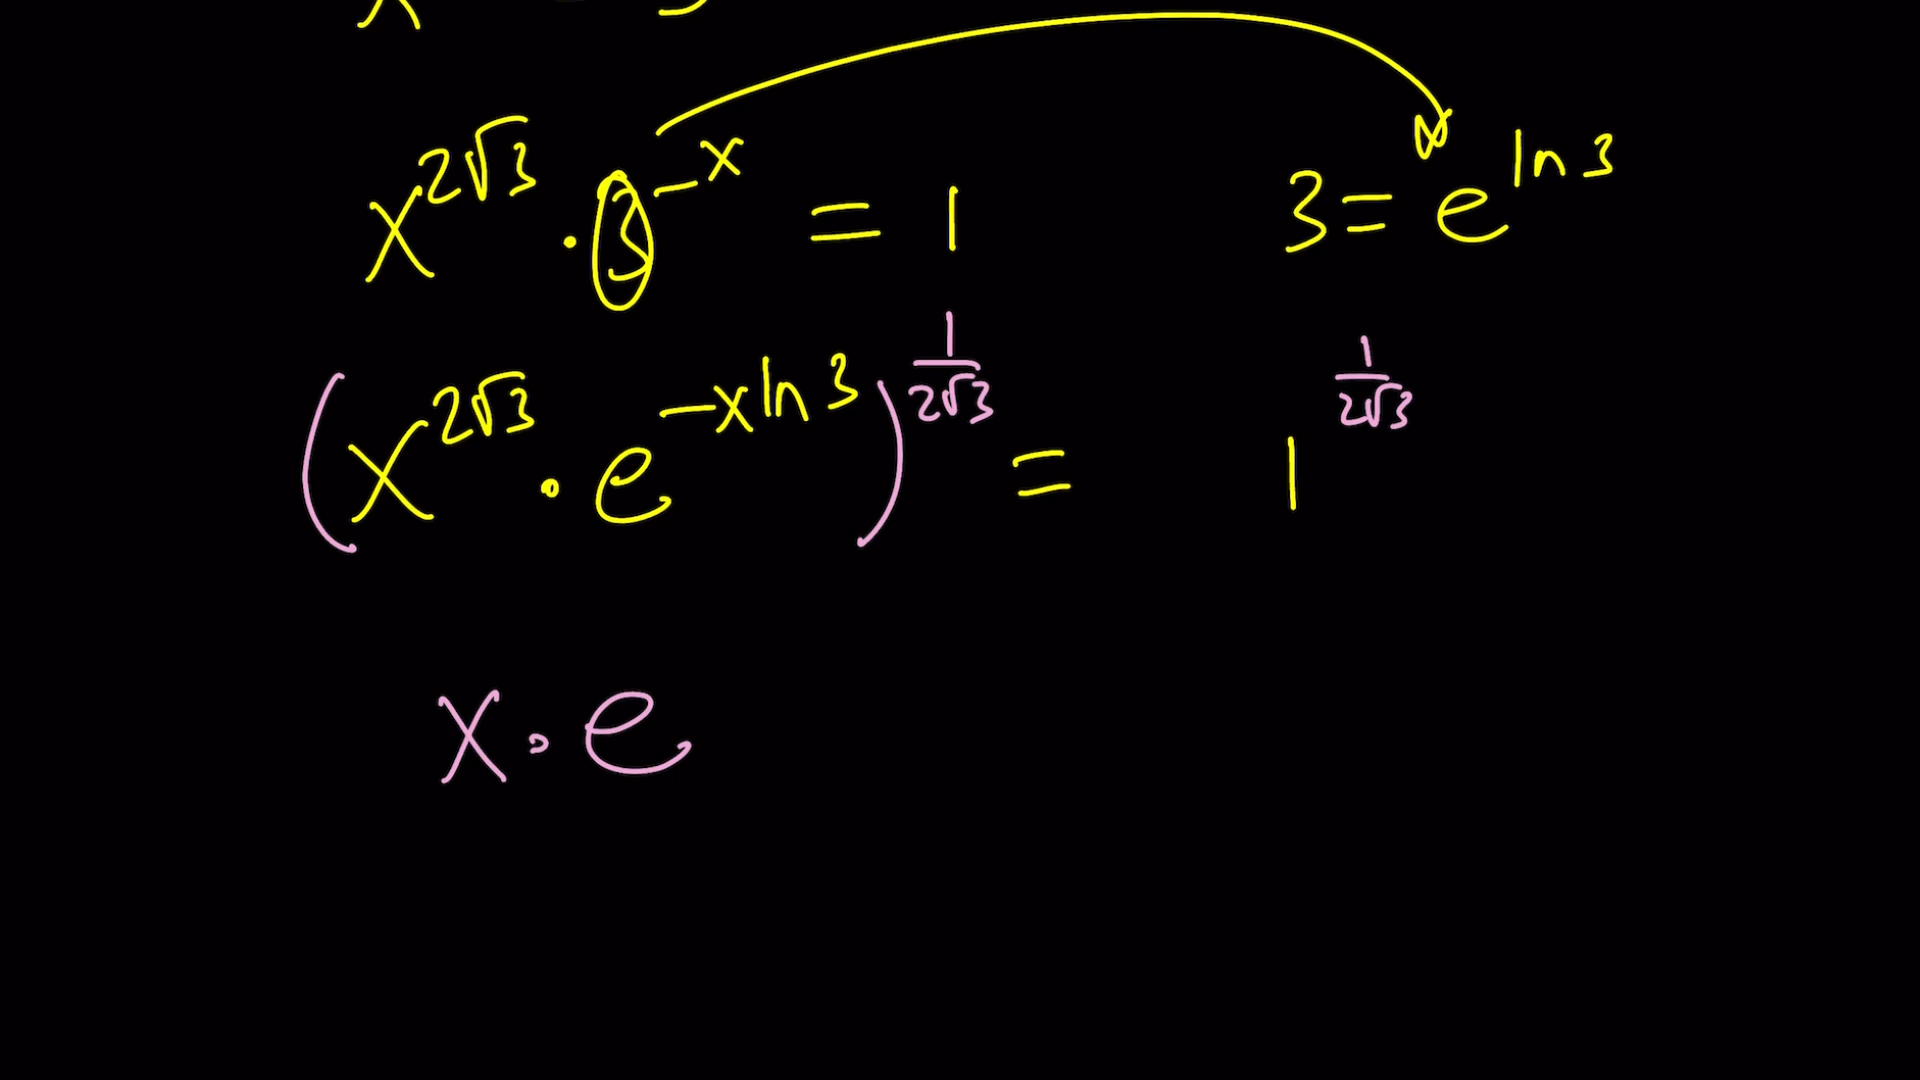 x^{2√3} · 3^{-x} = 1    3 = e^{ln 3}
(x^{2√3} · e^{-x ln 3})^{1/(2√3)} = 1^{1/(2√3)}
x · e